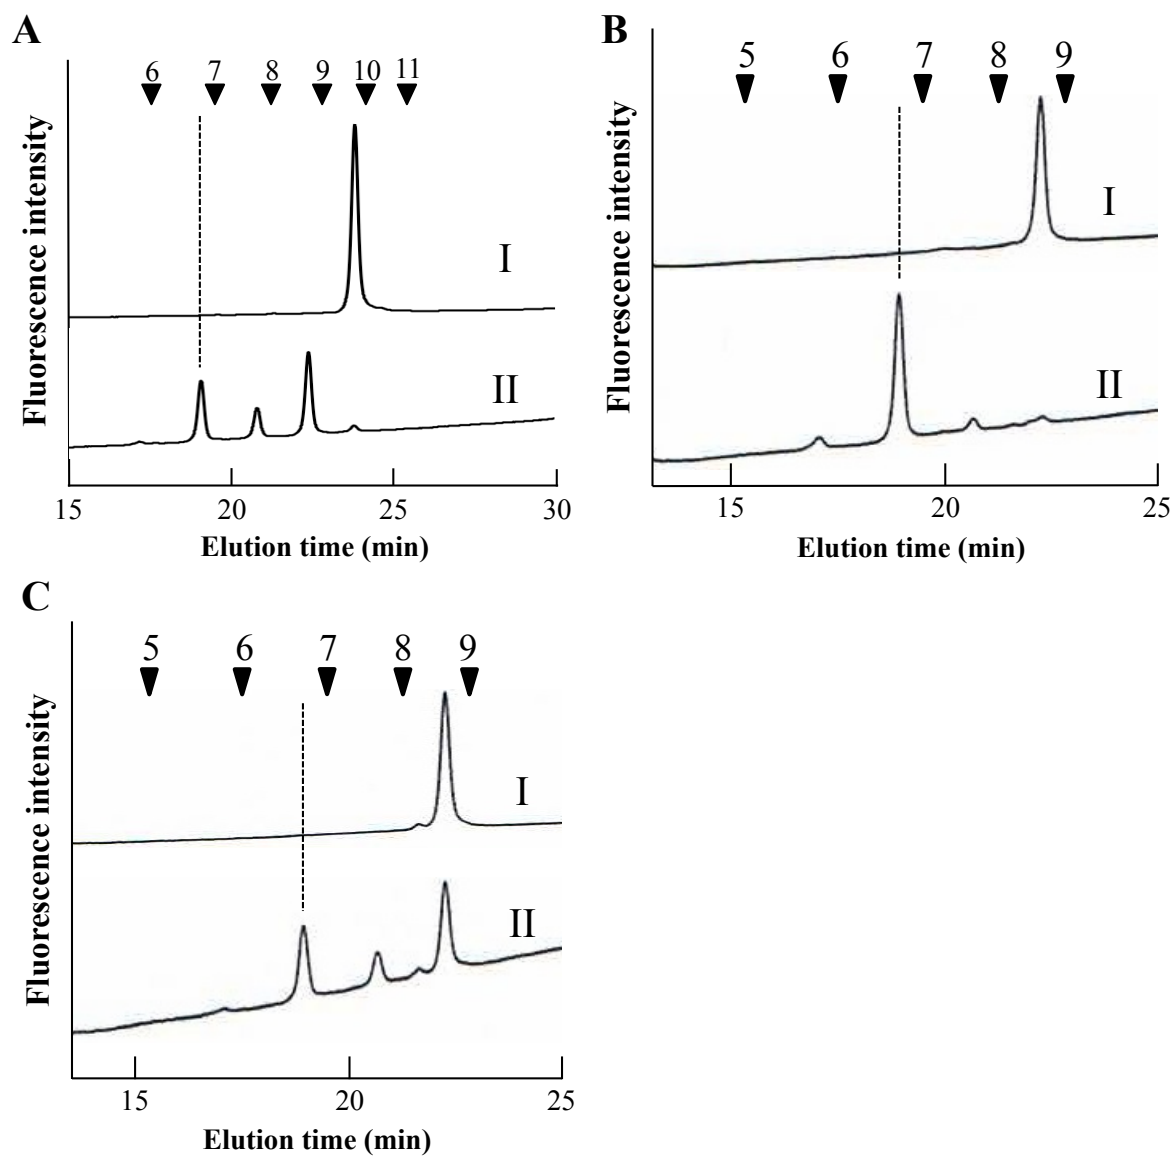 A
6 7 8 9 10 11
Fluorescence intensity
I
II
15 20 25 30
Elution time (min)
B
5 6 7 8 9
Fluorescence intensity
I
II
15 20 25
Elution time (min)
C
5 6 7 8 9
Fluorescence intensity
I
II
15 20 25
Elution time (min)